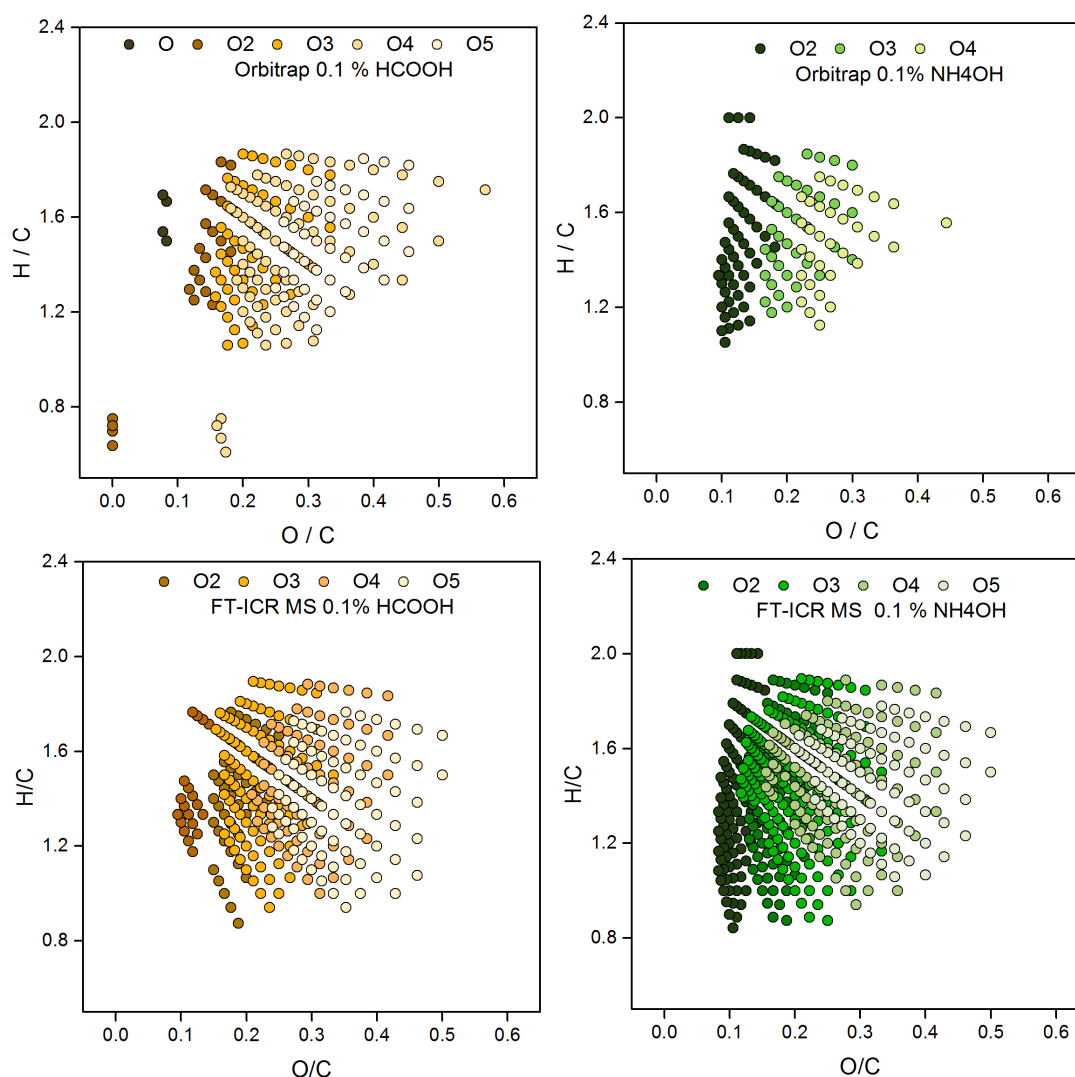 2.4
O O2 O3 O4 O5
Orbitrap 0.1 % HCOOH
2.0
1.6
1.2
0.8
H / C
0.0 0.1 0.2 0.3 0.4 0.5 0.6
O / C
2.4
O2 O3 O4
Orbitrap 0.1% NH4OH
2.0
1.6
1.2
0.8
H / C
0.0 0.1 0.2 0.3 0.4 0.5 0.6
O / C
2.4
O2 O3 O4 O5
FT-ICR MS 0.1% HCOOH
2.0
1.6
1.2
0.8
H/C
0.0 0.1 0.2 0.3 0.4 0.5 0.6
O/C
2.4
O2 O3 O4 O5
FT-ICR MS 0.1 % NH4OH
2.0
1.6
1.2
0.8
H/C
0.0 0.1 0.2 0.3 0.4 0.5 0.6
O/C